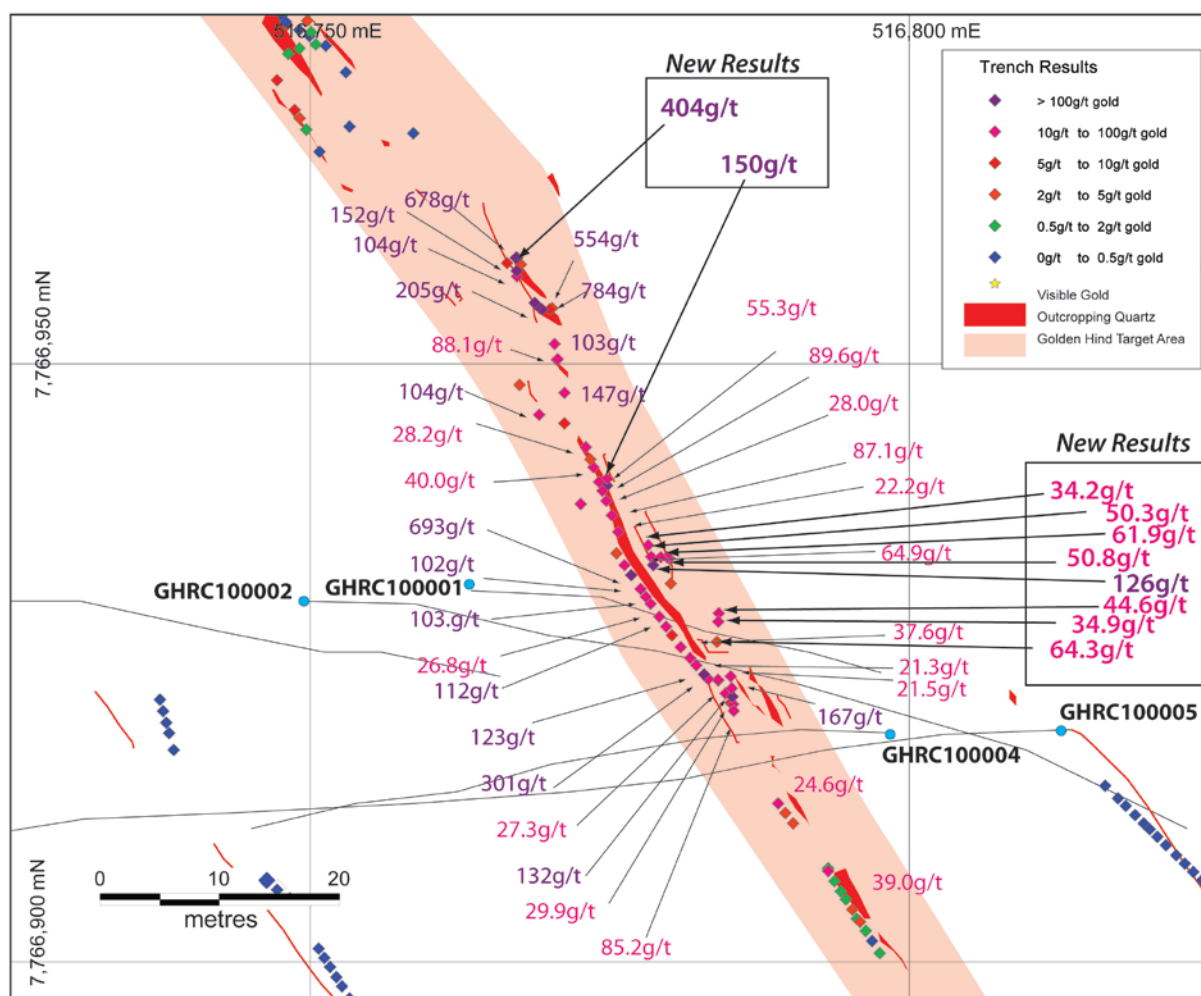 516,750 mE
516,800 mE
New Results
404g/t
150g/t
Trench Results
> 100g/t gold
10g/t to 100g/t gold
5g/t to 10g/t gold
2g/t to 5g/t gold
0.5g/t to 2g/t gold
0g/t to 0.5g/t gold
Visible Gold
Outcropping Quartz
Golden Hind Target Area
678g/t
152g/t
104g/t
554g/t
205g/t
784g/t
7,766,950 mN
55.3g/t
88.1g/t
103g/t
89.6g/t
104g/t
147g/t
28.0g/t
28.2g/t
87.1g/t
40.0g/t
22.2g/t
New Results
34.2g/t
50.3g/t
61.9g/t
50.8g/t
126g/t
44.6g/t
34.9g/t
64.3g/t
693g/t
64.9g/t
102g/t
GHRC100002
GHRC100001
103.g/t
37.6g/t
26.8g/t
21.3g/t
112g/t
21.5g/t
167g/t
GHRC100005
123g/t
GHRC100004
301g/t
24.6g/t
27.3g/t
132g/t
39.0g/t
29.9g/t
85.2g/t
0 10 20
metres
7,766,900 mN